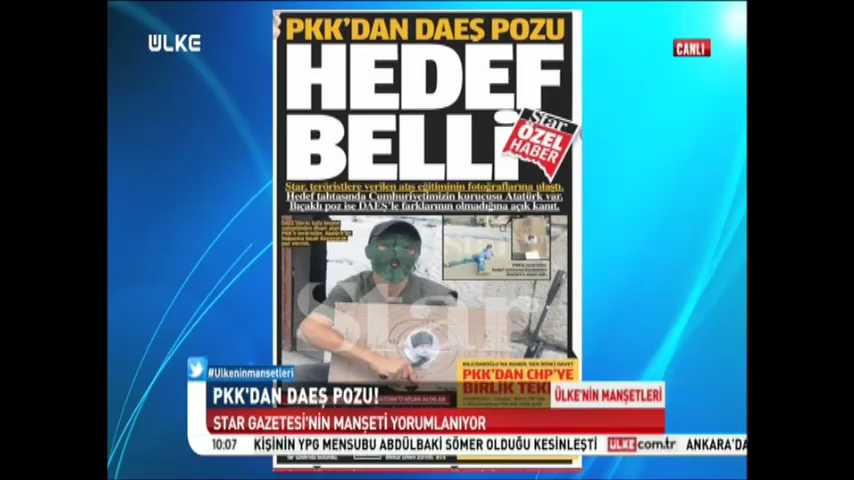 ÜLKE
CANLI
PKK'DAN DAEŞ POZU
HEDEF
BELLİ
Star
ÖZEL
HABER
Star, teröristlere verilen atış eğitiminin fotoğraflarına ulaştı.
Hedef tahtasında Cumhuriyetimizin kurucusu Atatürk var.
Bıçaklı poz ise DAEŞ'le farklarının olmadığına açık kanıt.
Star
PKK'DAN CHP'YE
BİRLİK TEK
#Ulkeninmansetleri
PKK'DAN DAEŞ POZU!
ÜLKE'NİN MANŞETLERİ
STAR GAZETESİ'NİN MANŞETİ YORUMLANIYOR
10:07 KİŞİNİN YPG MENSUBU ABDÜLBAKİ SÖMER OLDUĞU KESİNLEŞTİ ÜLKE.com.tr ANKARA'DA